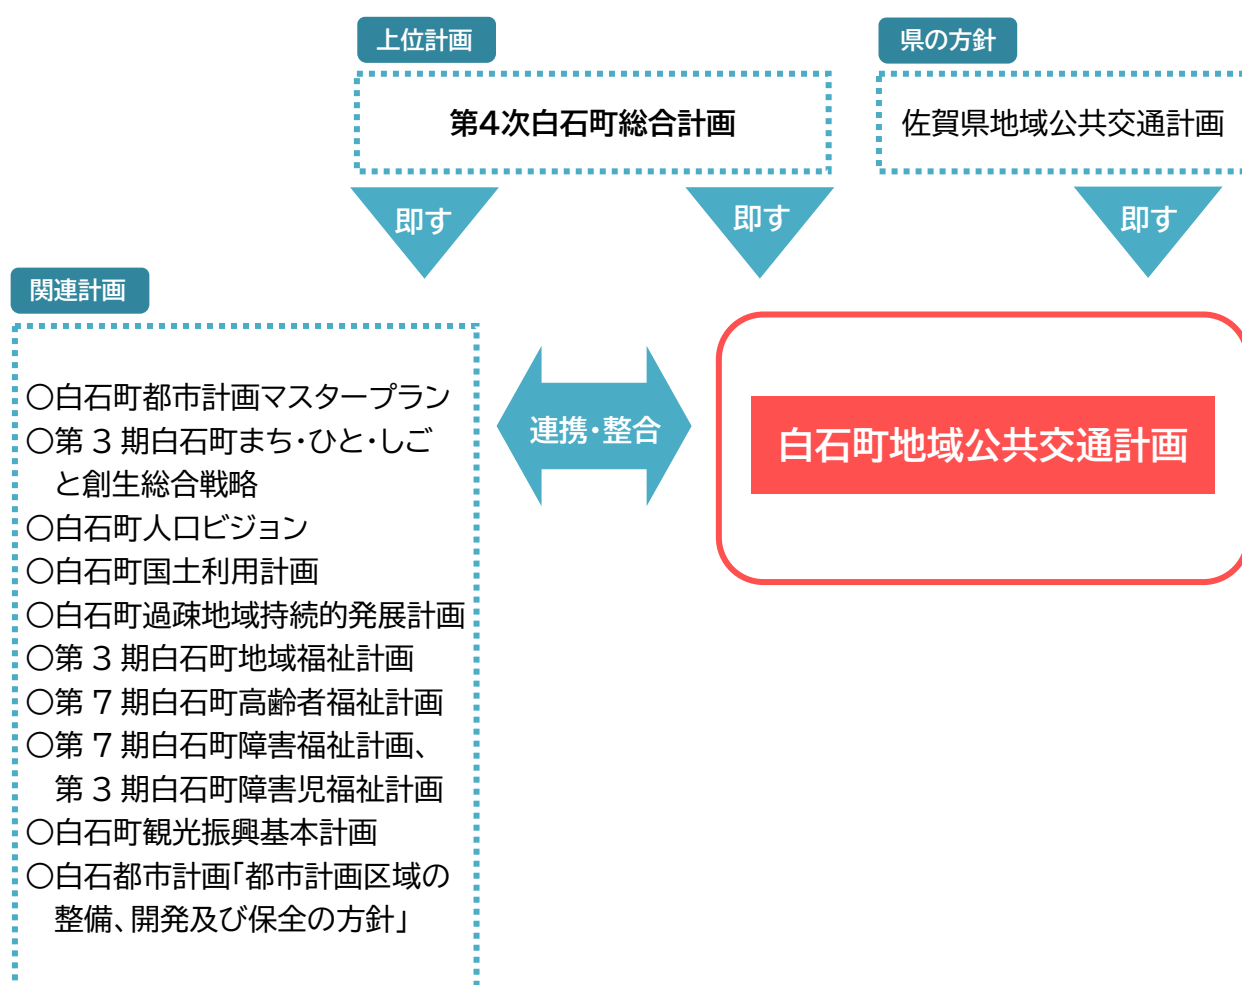 上位計画
県の方針
第4次白石町総合計画
佐賀県地域公共交通計画
即す
即す
即す
関連計画
〇白石町都市計画マスタープラン
〇第３期白石町まち・ひと・しご
と創生総合戦略
〇白石町人口ビジョン
〇白石町国土利用計画
〇白石町過疎地域持続的発展計画
〇第３期白石町地域福祉計画
〇第７期白石町高齢者福祉計画
〇第７期白石町障害福祉計画、
第３期白石町障害児福祉計画
〇白石町観光振興基本計画
〇白石都市計画「都市計画区域の
整備、開発及び保全の方針」
連携・整合
白石町地域公共交通計画